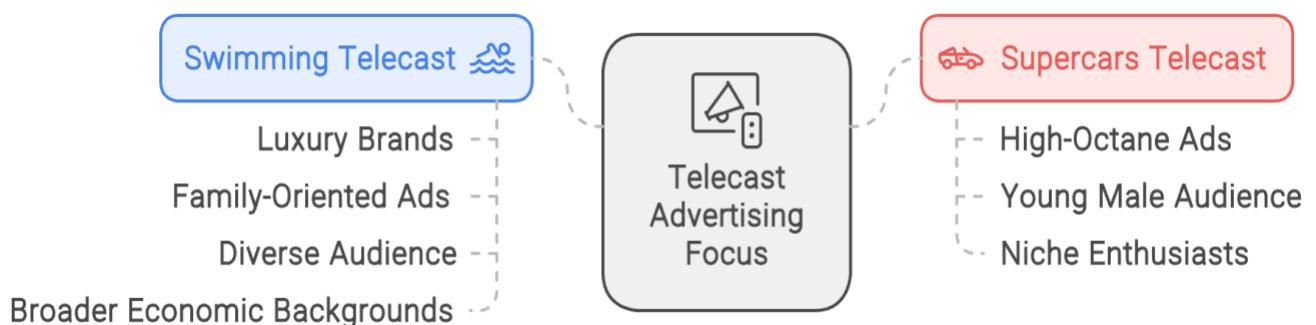 Swimming Telecast
Luxury Brands
Family-Oriented Ads
Diverse Audience
Broader Economic Backgrounds
Telecast
Advertising
Focus
Supercars Telecast
High-Octane Ads
Young Male Audience
Niche Enthusiasts